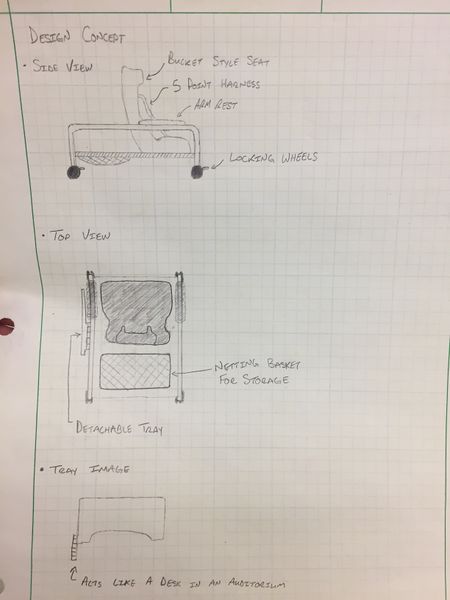 DESIGN CONCEPT
• SIDE VIEW
BUCKET STYLE SEAT
5 POINT HARNESS
ARM REST
LOCKING WHEELS
• TOP VIEW
NETTING BASKET
FOR STORAGE
DETACHABLE TRAY
• TRAY IMAGE
ACTS LIKE A DESK IN AN AUDITORIUM